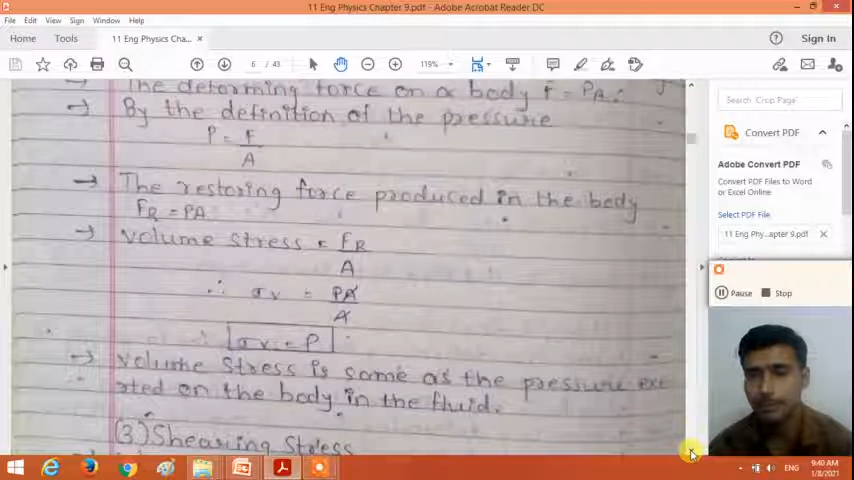 11 Eng Physics Chapter 9.pdf - Adobe Acrobat Reader DC
File Edit View Sign Window Help
Home Tools 11 Eng Physics Cha... × Sign In
6 / 43 119%
→ The deforming force on a body F = PA.
→ By the definition of the pressure
P = F
A
→ The restoring force produced in the body
FR = PA
→ volume stress = FR
A
∴ σv = PA
A
∴ σv = P
→ volume stress is same as the pressure exe
rted on the body in the fluid.
(3) Shearing Stress
Search 'Crop Page'
Convert PDF
Adobe Convert PDF
Convert PDF Files to Word
or Excel Online
Select PDF File
11 Eng Phy...apter 9.pdf ×
Pause Stop
ENG
9:40 AM
1/8/2021